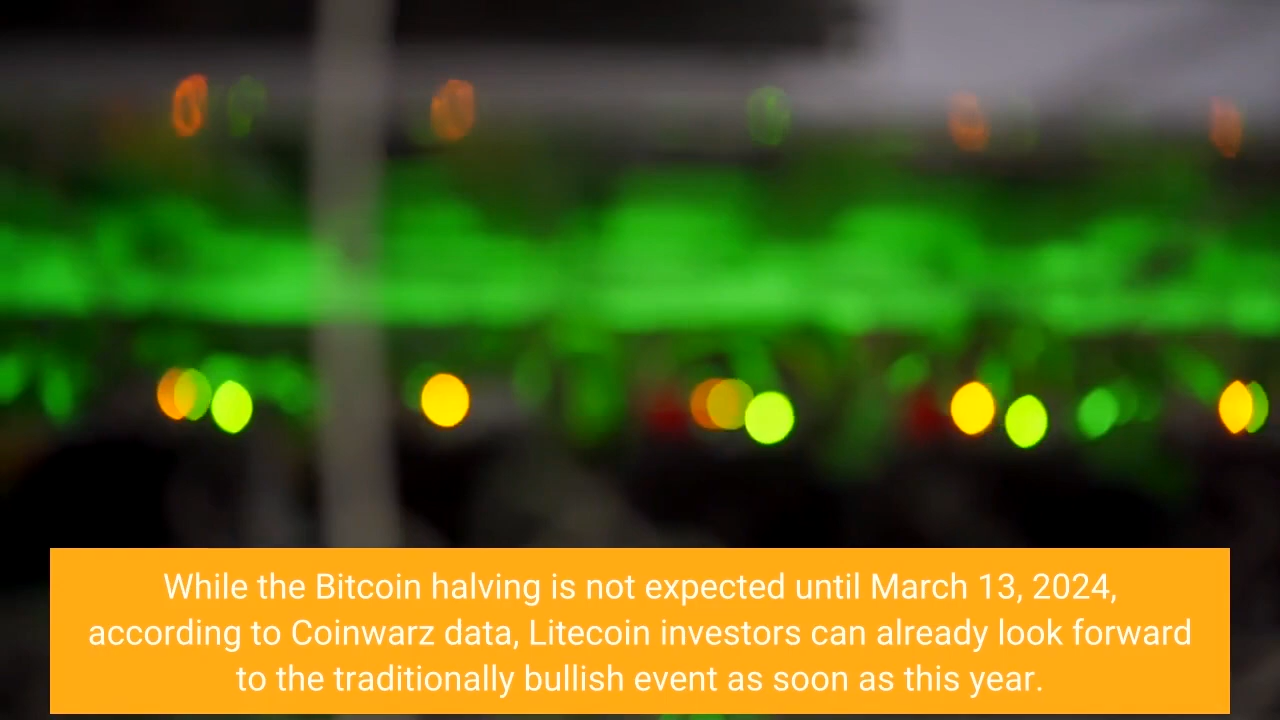 While the Bitcoin halving is not expected until March 13, 2024,
according to Coinwarz data, Litecoin investors can already look forward
to the traditionally bullish event as soon as this year.